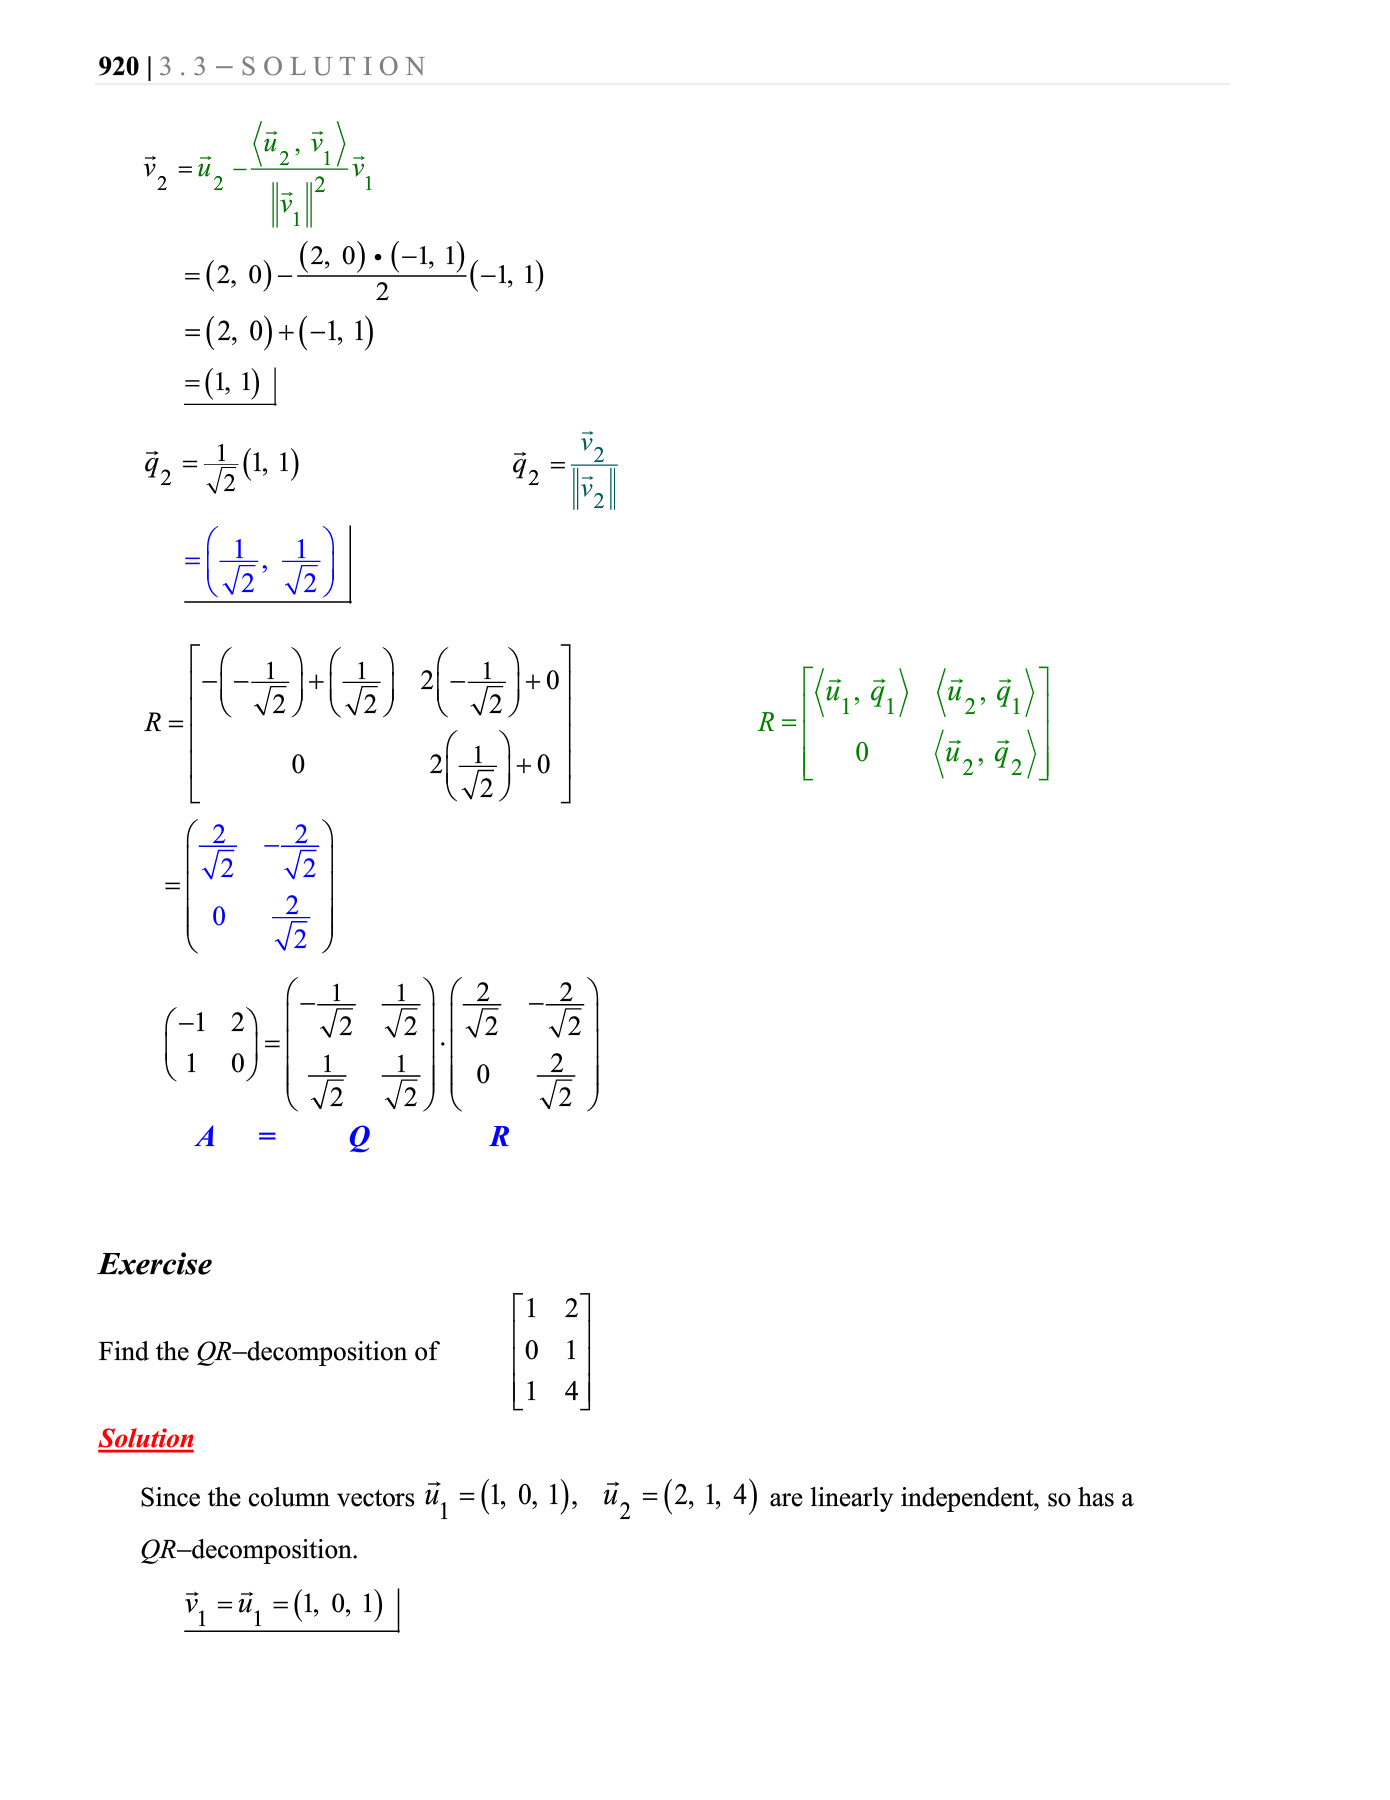 920 | 3 . 3 – S O L U T I O N
$\vec{v}_2 = \vec{u}_2 - \frac{\langle \vec{u}_2, \vec{v}_1 \rangle}{\|\vec{v}_1\|^2} \vec{v}_1$
$= (2, 0) - \frac{(2, 0) \bullet (-1, 1)}{2} (-1, 1)$
$= (2, 0) + (-1, 1)$
$= (1, 1)$
$\vec{q}_2 = \frac{1}{\sqrt{2}} (1, 1)$ $\vec{q}_2 = \frac{\vec{v}_2}{\|\vec{v}_2\|}$
$= \left( \frac{1}{\sqrt{2}}, \frac{1}{\sqrt{2}} \right)$
$R = \begin{bmatrix} -\left(-\frac{1}{\sqrt{2}}\right) + \left(\frac{1}{\sqrt{2}}\right) & 2\left(-\frac{1}{\sqrt{2}}\right) + 0 \\ 0 & 2\left(\frac{1}{\sqrt{2}}\right) + 0 \end{bmatrix}$ $R = \begin{bmatrix} \langle \vec{u}_1, \vec{q}_1 \rangle & \langle \vec{u}_2, \vec{q}_1 \rangle \\ 0 & \langle \vec{u}_2, \vec{q}_2 \rangle \end{bmatrix}$
$= \begin{pmatrix} \frac{2}{\sqrt{2}} & -\frac{2}{\sqrt{2}} \\ 0 & \frac{2}{\sqrt{2}} \end{pmatrix}$
$\begin{pmatrix} -1 & 2 \\ 1 & 0 \end{pmatrix} = \begin{pmatrix} -\frac{1}{\sqrt{2}} & \frac{1}{\sqrt{2}} \\ \frac{1}{\sqrt{2}} & \frac{1}{\sqrt{2}} \end{pmatrix} \cdot \begin{pmatrix} \frac{2}{\sqrt{2}} & -\frac{2}{\sqrt{2}} \\ 0 & \frac{2}{\sqrt{2}} \end{pmatrix}$
A = Q R
Exercise
Find the QR–decomposition of $\begin{bmatrix} 1 & 2 \\ 0 & 1 \\ 1 & 4 \end{bmatrix}$
Solution
Since the column vectors $\vec{u}_1 = (1, 0, 1), \vec{u}_2 = (2, 1, 4)$ are linearly independent, so has a
QR–decomposition.
$\vec{v}_1 = \vec{u}_1 = (1, 0, 1)$